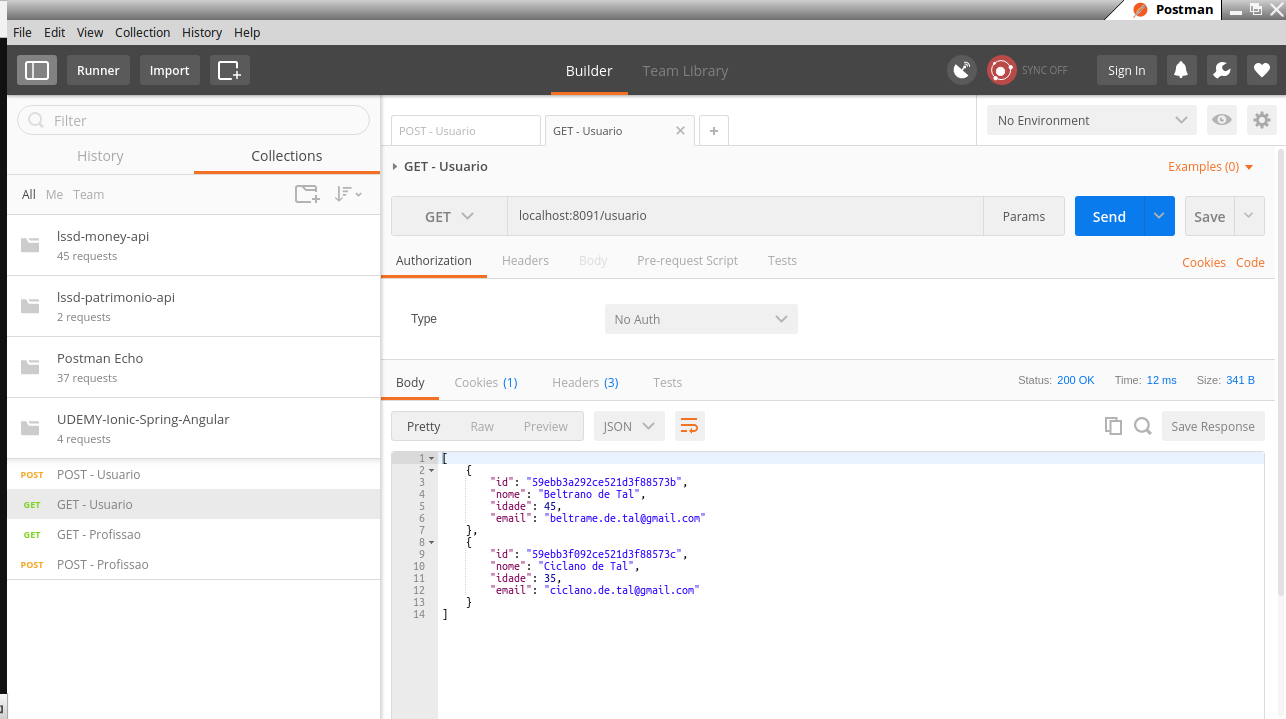 Postman
File Edit View Collection History Help
Runner Import Builder Team Library SYNC OFF Sign In
Filter
History Collections
All Me Team
lssd-money-api
45 requests
lssd-patrimonio-api
2 requests
Postman Echo
37 requests
UDEMY-Ionic-Spring-Angular
4 requests
POST POST - Usuario
GET GET - Usuario
GET GET - Profissao
POST POST - Profissao
POST - Usuario GET - Usuario × + No Environment
GET - Usuario Examples (0)
GET localhost:8091/usuario Params Send Save
Authorization Headers Body Pre-request Script Tests Cookies Code
Type No Auth
Body Cookies (1) Headers (3) Tests Status: 200 OK Time: 12 ms Size: 341 B
Pretty Raw Preview JSON Save Response
1 [
2 {
3 "id": "59ebb3a292ce521d3f88573b",
4 "nome": "Beltrano de Tal",
5 "idade": 45,
6 "email": "beltrame.de.tal@gmail.com"
7 },
8 {
9 "id": "59ebb3f092ce521d3f88573c",
10 "nome": "Ciclano de Tal",
11 "idade": 35,
12 "email": "ciclano.de.tal@gmail.com"
13 }
14 ]